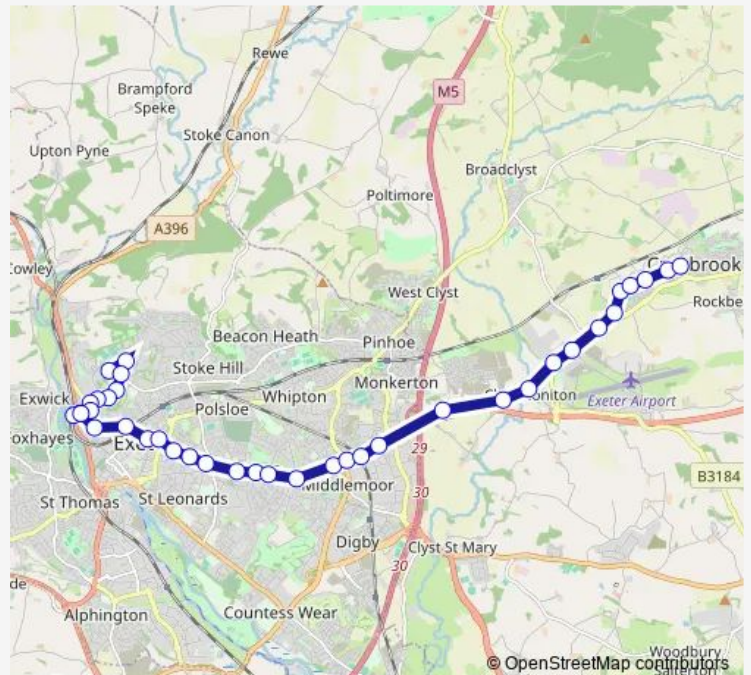 Rewe
Brampford
Speke
M5
Stoke Canon
Upton Pyne
Broadclyst
Poltimore
A396
brook
West Clyst
Rockbe
Beacon Heath
Pinhoe
Stoke Hill
Monkerton
Exwick
Whipton
Exeter Airport
Polsloe
29
Middlemoor
B3184
30
St Thomas
St Leonards
Digby
Clyst St Mary
30
Alphington
Countess Wear
Woodbury
© OpenStreetMap contributors